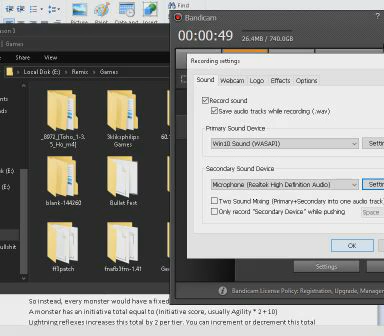 Find
Picture Paint Date and Insert
Games
Share View
Local Disk (E:) Remix Games
_8972_[Toho_1-3.
5_Ho_m4]
3kliksphilips
Games
60.
blank-144260
Bullet Fest
ff3patch
fnafb3fm-1.41
Bandicam
?
00:00:49 26.4MB / 740.0GB
Recording settings
Sound Webcam Logo Effects Options
Record sound
Save audio tracks while recording (.wav)
Primary Sound Device
Win10 Sound (WASAPI)
Secondary Sound Device
Microphone (Realtek High Definition Audio)
Two Sound Mixing (Primary+Secondary into one audio track
Only record "Secondary Device" while pushing Space
OK
Settings
Bandicam License Policy: Registration, Upgrade, Manager
So instead, every monster would have a fixed
A monster has an initiative total equal to (Initiative score, usually Agility * 2 + 10)
Lightning reflexes increases this total by 2 per tier. You can increment or decrement this total